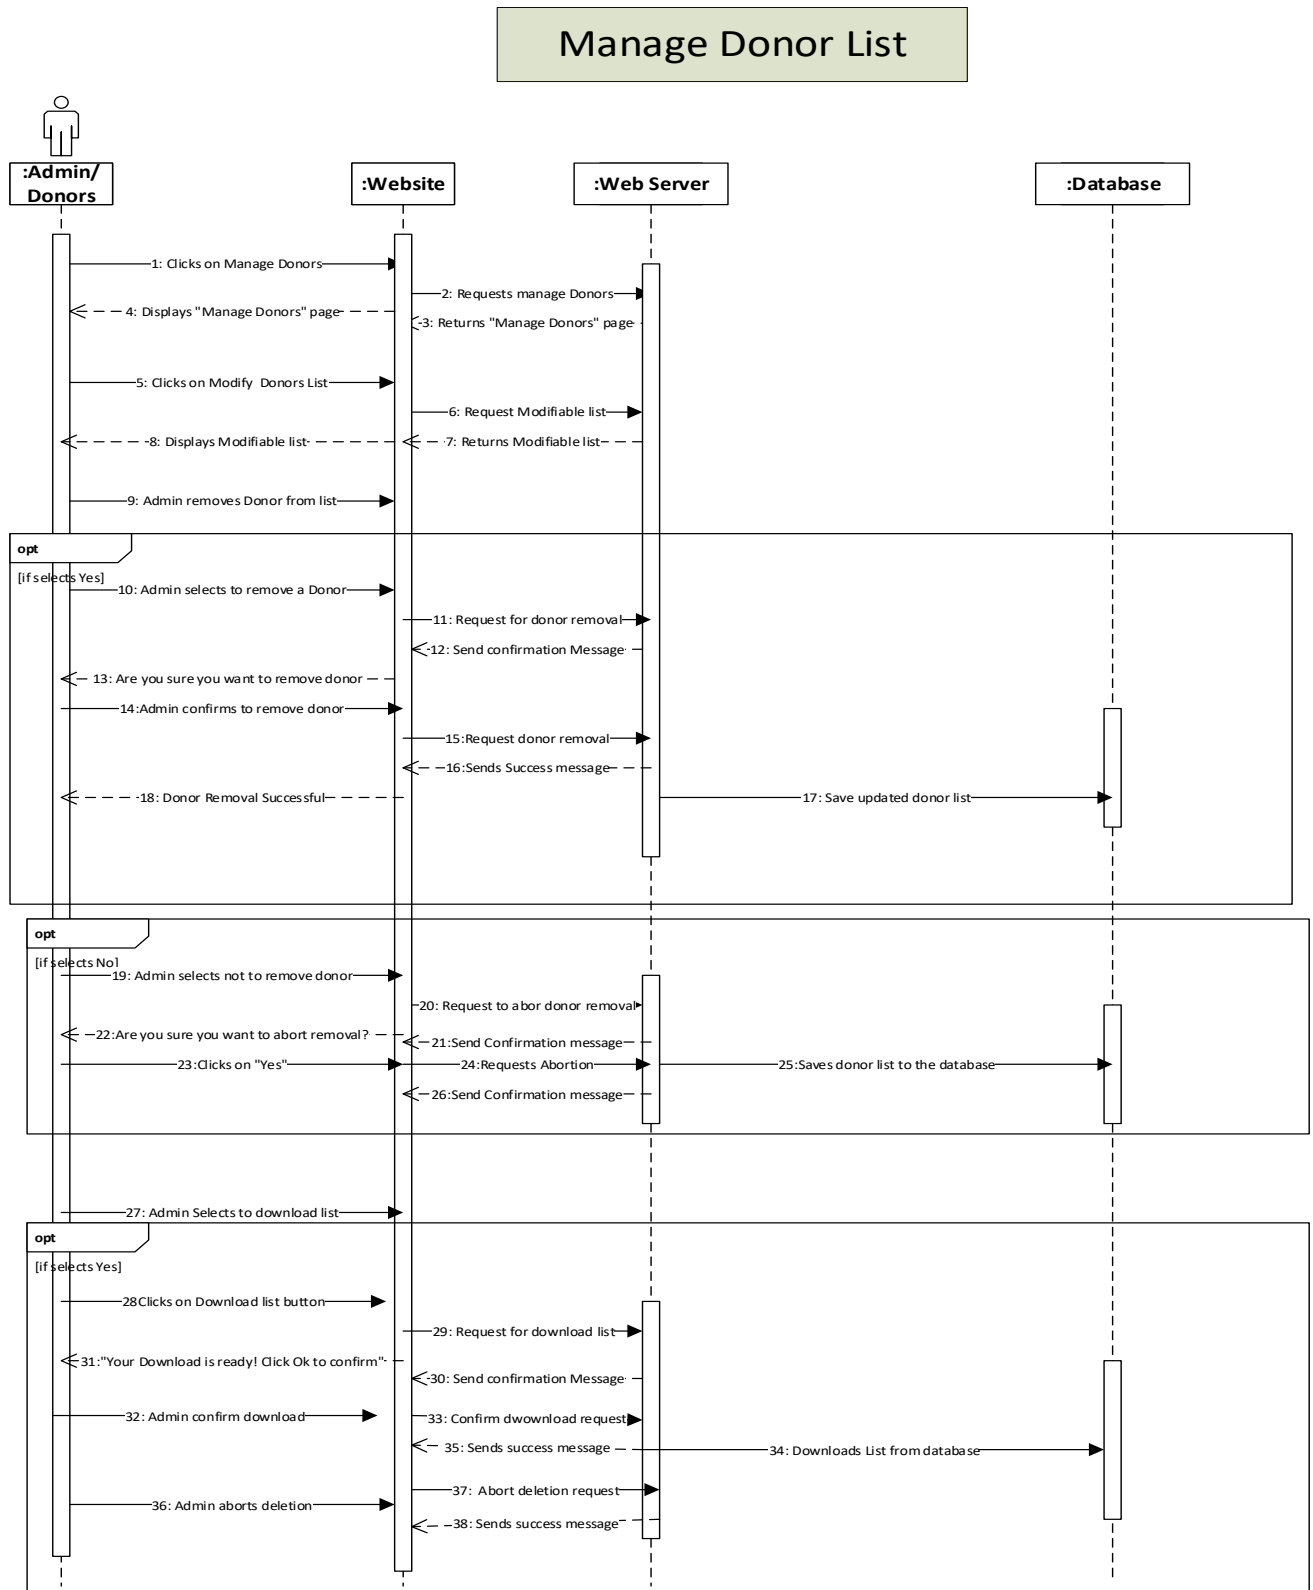 Manage Donor List
:Admin/
Donors
:Website
:Web Server
:Database
1: Clicks on Manage Donors
2: Requests manage Donors
4: Displays "Manage Donors" page
3: Returns "Manage Donors" page
5: Clicks on Modify Donors List
6: Request Modifiable list
8: Displays Modifiable list
7: Returns Modifiable list
9: Admin removes Donor from list
opt
[if selects Yes]
10: Admin selects to remove a Donor
11: Request for donor removal
12: Send confirmation Message
13: Are you sure you want to remove donor
14:Admin confirms to remove donor
15:Request donor removal
16:Sends Success message
18: Donor Removal Successful
17: Save updated donor list
opt
[if selects No]
19: Admin selects not to remove donor
20: Request to abor donor removal
22:Are you sure you want to abort removal?
21:Send Confirmation message
23:Clicks on "Yes"
24:Requests Abortion
25:Saves donor list to the database
26:Send Confirmation message
27: Admin Selects to download list
opt
[if selects Yes]
28Clicks on Download list button
29: Request for download list
31:"Your Download is ready! Click Ok to confirm"
30: Send confirmation Message
32: Admin confirm download
33: Confirm dwownload request
35: Sends success message
34: Downloads List from database
37: Abort deletion request
36: Admin aborts deletion
38: Sends success message